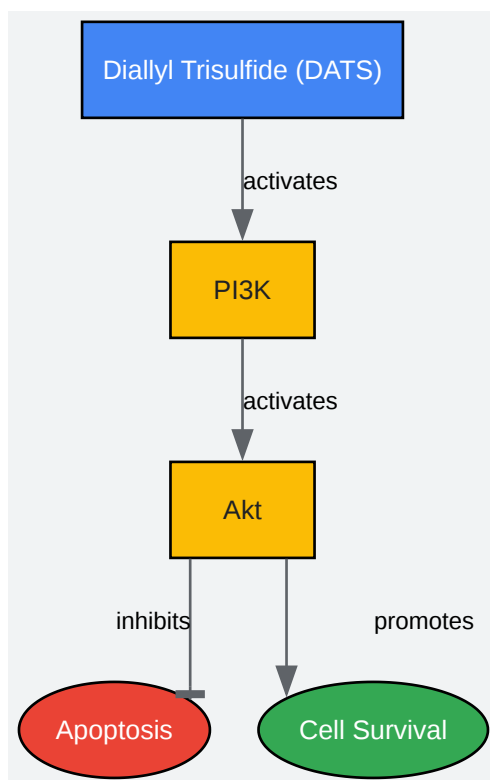 Diallyl Trisulfide (DATS)
activates
PI3K
activates
Akt
inhibits
promotes
Apoptosis
Cell Survival